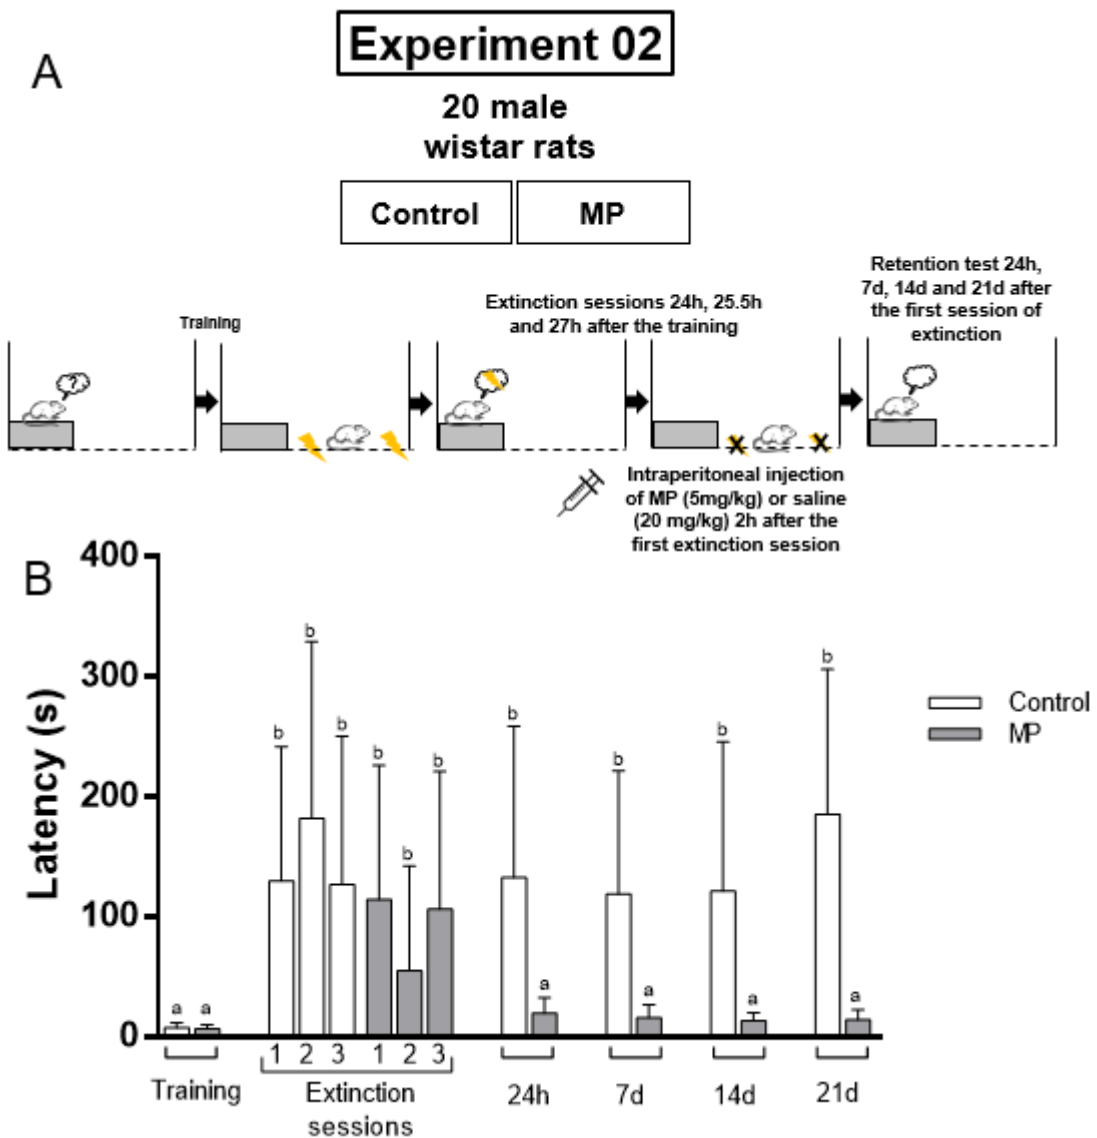 A
Experiment 02
20 male
wistar rats
Control
MP
Training
Extinction sessions 24h, 25.5h
and 27h after the training
Retention test 24h,
7d, 14d and 21d after
the first session of
extinction
?
Intraperitoneal injection
of MP (5mg/kg) or saline
(20 mg/kg) 2h after the
first extinction session
B
Latency (s)
400
300
200
100
0
a a
b b b b b b
b a
b a
b a
b a
Control
MP
1 2 3 1 2 3
Training
Extinction
sessions
24h
7d
14d
21d